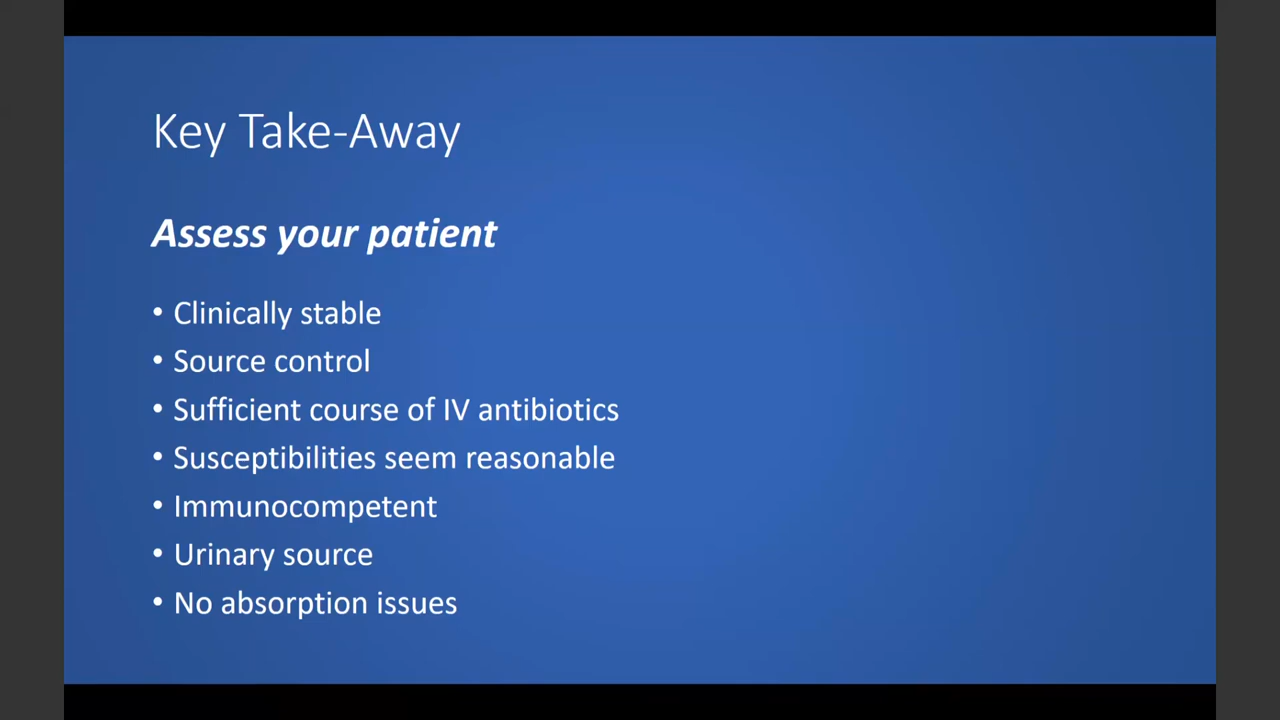 Key Take-Away
Assess your patient
• Clinically stable
• Source control
• Sufficient course of IV antibiotics
• Susceptibilities seem reasonable
• Immunocompetent
• Urinary source
• No absorption issues